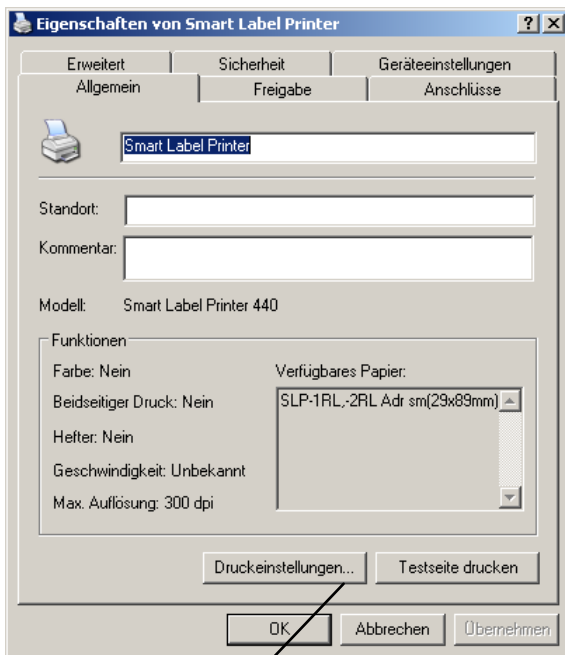 Eigenschaften von Smart Label Printer
Erweitert Sicherheit Geräteeinstellungen
Allgemein Freigabe Anschlüsse
Smart Label Printer
Standort:
Kommentar:
Modell: Smart Label Printer 440
Funktionen
Farbe: Nein Verfügbares Papier:
Beidseitiger Druck: Nein SLP-1RL,-2RL Adr sm(29x89mm)
Hefter: Nein
Geschwindigkeit: Unbekannt
Max. Auflösung: 300 dpi
Druckeinstellungen... Testseite drucken
OK Abbrechen Übernehmen